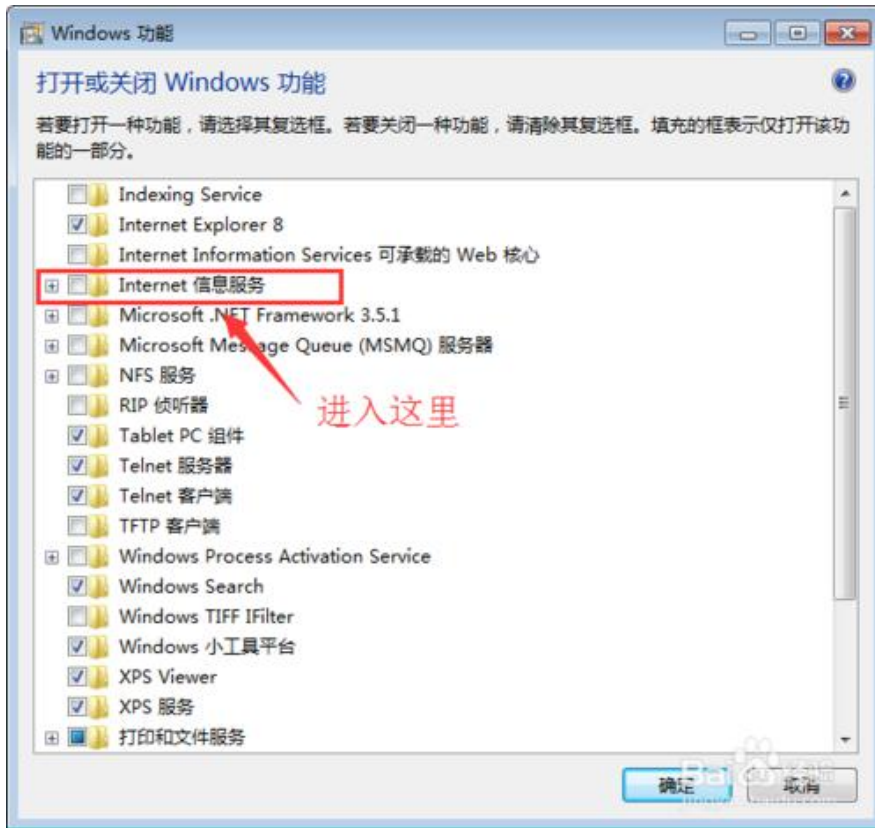 Windows 功能
打开或关闭 Windows 功能
若要打开一种功能，请选择其复选框。若要关闭一种功能，请清除其复选框。填充的框表示仅打开该功
能的一部分。
Indexing Service
Internet Explorer 8
Internet Information Services 可承载的 Web 核心
Internet 信息服务
Microsoft .NET Framework 3.5.1
Microsoft Message Queue (MSMQ) 服务器
NFS 服务
RIP 侦听器
进入这里
Tablet PC 组件
Telnet 服务器
Telnet 客户端
TFTP 客户端
Windows Process Activation Service
Windows Search
Windows TIFF IFilter
Windows 小工具平台
XPS Viewer
XPS 服务
打印和文件服务
确定
取消